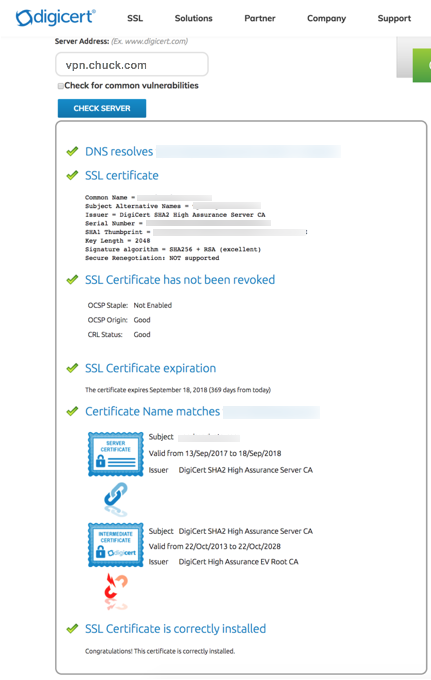 digicert®
SSL Solutions Partner Company Support
Server Address: (Ex. www.digicert.com)
vpn.chuck.com
Check for common vulnerabilities
CHECK SERVER
DNS resolves
SSL certificate
Common Name =
Subject Alternative Names =
Issuer = DigiCert SHA2 High Assurance Server CA
Serial Number =
SHA1 Thumbprint =
Key Length = 2048
Signature algorithm = SHA256 + RSA (excellent)
Secure Renegotiation: NOT supported
SSL Certificate has not been revoked
OCSP Staple: Not Enabled
OCSP Origin: Good
CRL Status: Good
SSL Certificate expiration
The certificate expires September 18, 2018 (369 days from today)
Certificate Name matches
SERVER
CERTIFICATE
Subject
Valid from 13/Sep/2017 to 18/Sep/2018
Issuer DigiCert SHA2 High Assurance Server CA
INTERMEDIATE
CERTIFICATE
digicert
Subject DigiCert SHA2 High Assurance Server CA
Valid from 22/Oct/2013 to 22/Oct/2028
Issuer DigiCert High Assurance EV Root CA
SSL Certificate is correctly installed
Congratulations! This certificate is correctly installed.